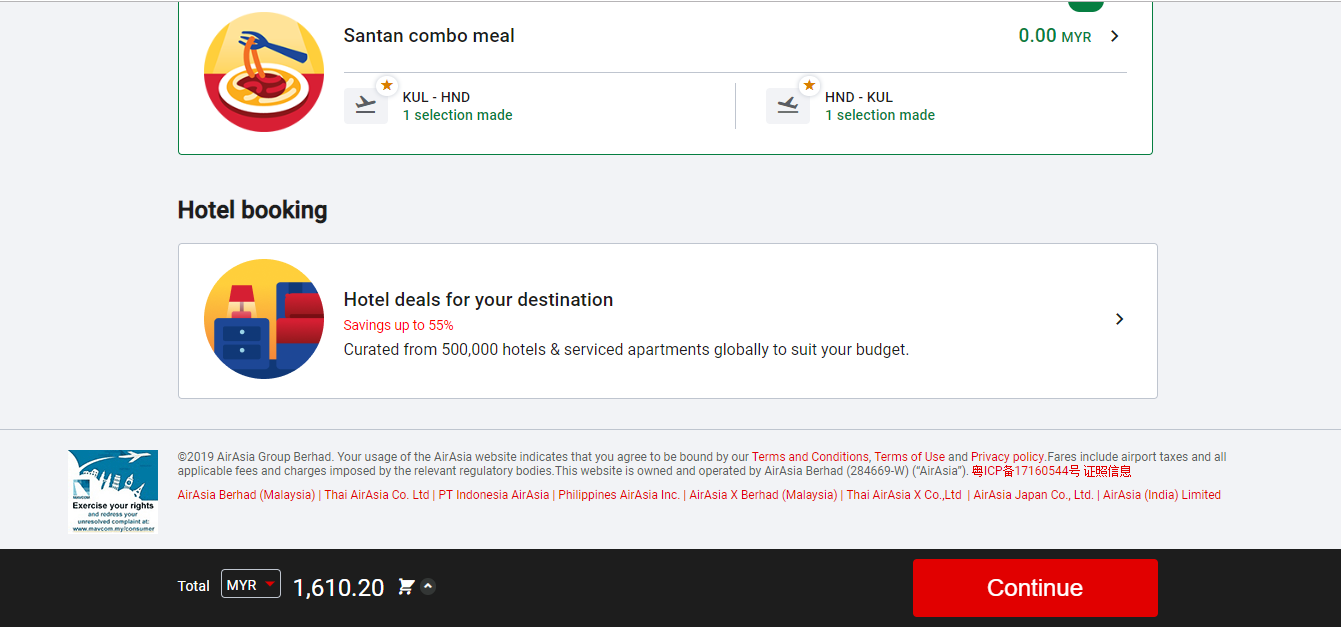 Santan combo meal
0.00 MYR
KUL - HND
1 selection made
HND - KUL
1 selection made
Hotel booking
Hotel deals for your destination
Savings up to 55%
Curated from 500,000 hotels & serviced apartments globally to suit your budget.
MAVCOM
Exercise your rights
and redress your
unresolved complaint at:
www.mavcom.my/consumer
©2019 AirAsia Group Berhad. Your usage of the AirAsia website indicates that you agree to be bound by our Terms and Conditions, Terms of Use and Privacy policy.Fares include airport taxes and all
applicable fees and charges imposed by the relevant regulatory bodies.This website is owned and operated by AirAsia Berhad (284669-W) (“AirAsia”). 粤ICP备17160544号 证照信息
AirAsia Berhad (Malaysia) | Thai AirAsia Co. Ltd | PT Indonesia AirAsia | Philippines AirAsia Inc. | AirAsia X Berhad (Malaysia) | Thai AirAsia X Co.,Ltd | AirAsia Japan Co., Ltd. | AirAsia (India) Limited
Total MYR 1,610.20
Continue